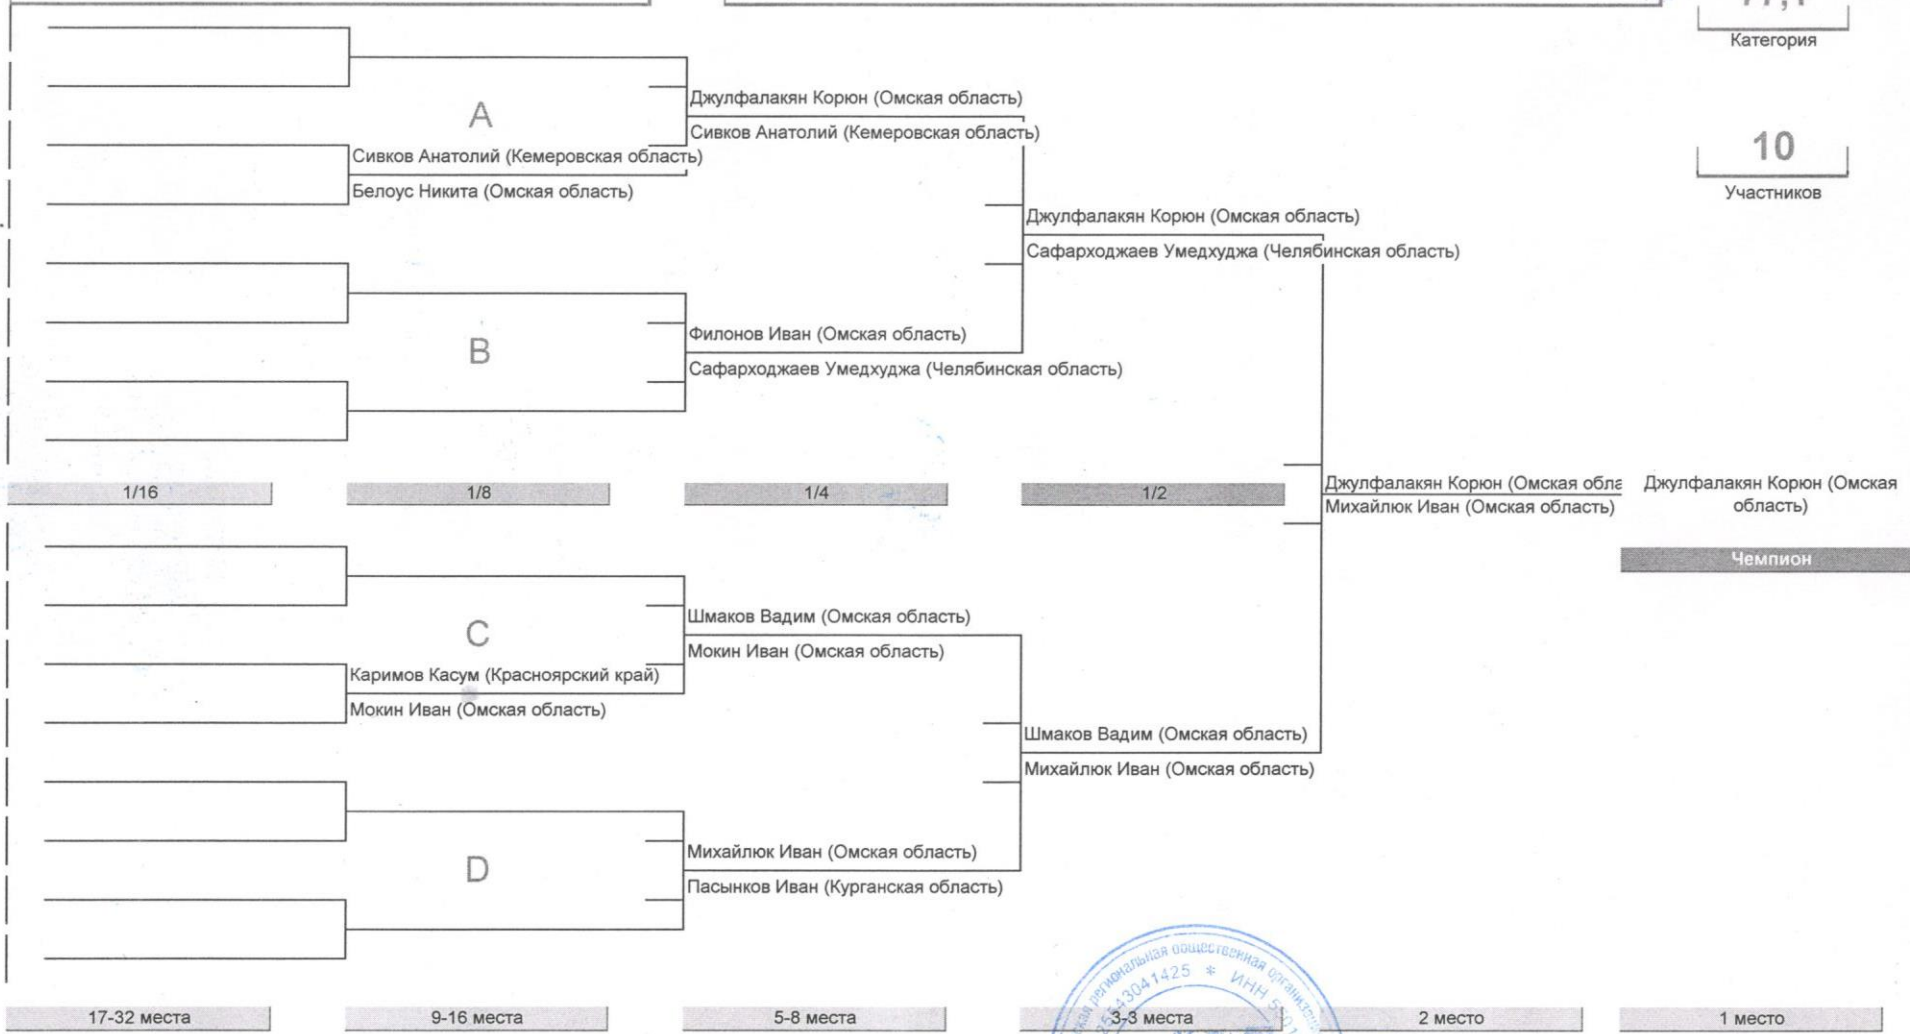 Категория
Джулфалакян Корюн (Омская область)
A
Сивков Анатолий (Кемеровская область)
10
Сивков Анатолий (Кемеровская область)
Белоус Никита (Омская область)
Участников
Джулфалакян Корюн (Омская область)
Сафарходжаев Умедхуджа (Челябинская область)
Филонов Иван (Омская область)
B
Сафарходжаев Умедхуджа (Челябинская область)
1/16
1/8
1/4
1/2
Джулфалакян Корюн (Омская обла
Михайлюк Иван (Омская область)
Джулфалакян Корюн (Омская
область)
Чемпион
Шмаков Вадим (Омская область)
C
Мокин Иван (Омская область)
Каримов Касум (Красноярский край)
Мокин Иван (Омская область)
Шмаков Вадим (Омская область)
Михайлюк Иван (Омская область)
Михайлюк Иван (Омская область)
D
Пасынков Иван (Курганская область)
региональная общественная
43041425 * ИНН
17-32 места
9-16 места
5-8 места
3-3 места
2 место
1 место